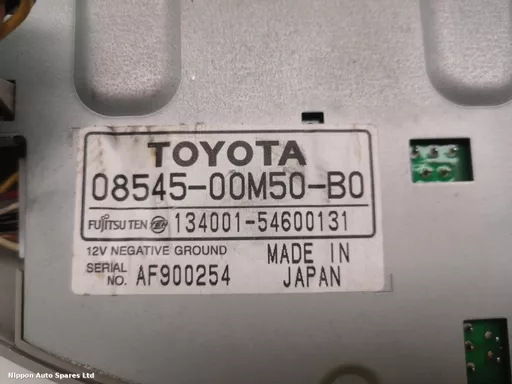 TOYOTA
08545-00M50-B0
FUJITSU TEN TEN 134001-54600131
12V NEGATIVE GROUND MADE IN
SERIAL NO. AF900254 JAPAN
Nippon Auto Spares Ltd